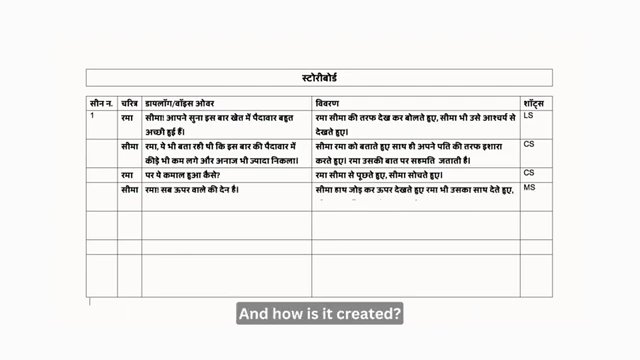 स्टोरीबोर्ड
सीन न. चरित्र डायलॉग/वॉइस ओवर विवरण शॉट्स
1 रमा सीमा! आपने सुना इस बार खेत में पैदावार बहुत रमा सीमा की तरफ देख कर बोलते हुए, सीमा भी उसे आश्चर्य से LS
अच्छी हुई हैं। देखते हुए।
सीमा रमा, ये भी बता रही थी कि इस बार की पैदावार में सीमा रमा को बताते हुए साथ ही अपने पति की तरफ इशारा CS
कीड़े भी कम लगे और अनाज भी ज्यादा निकला। करते हुए। रमा उसकी बात पर सहमति जताती हैं।
रमा पर ये कमाल हुआ कैसे? रमा सीमा से पूछते हुए, सीमा सोचते हुए। CS
सीमा रमा! सब ऊपर वाले की देन है। सीमा हाथ जोड़ कर ऊपर देखते हुए रमा भी उसका साथ देते हुए, MS
And how is it created?